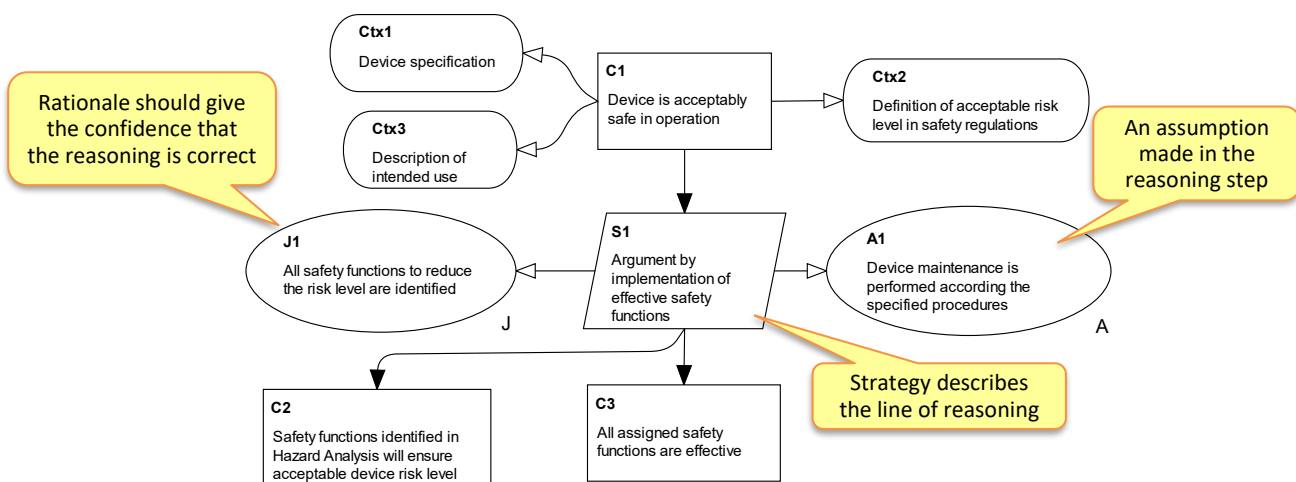 Ctx1
Device specification
C1
Device is acceptably
safe in operation
Ctx2
Definition of acceptable risk
level in safety regulations
Rationale should give
the confidence that
the reasoning is correct
Ctx3
Description of
intended use
An assumption
made in the
reasoning step
J1
All safety functions to reduce
the risk level are identified
J
S1
Argument by
implementation of
effective safety
functions
A1
Device maintenance is
performed according the
specified procedures
A
Strategy describes
the line of reasoning
C2
Safety functions identified in
Hazard Analysis will ensure
acceptable device risk level
C3
All assigned safety
functions are effective